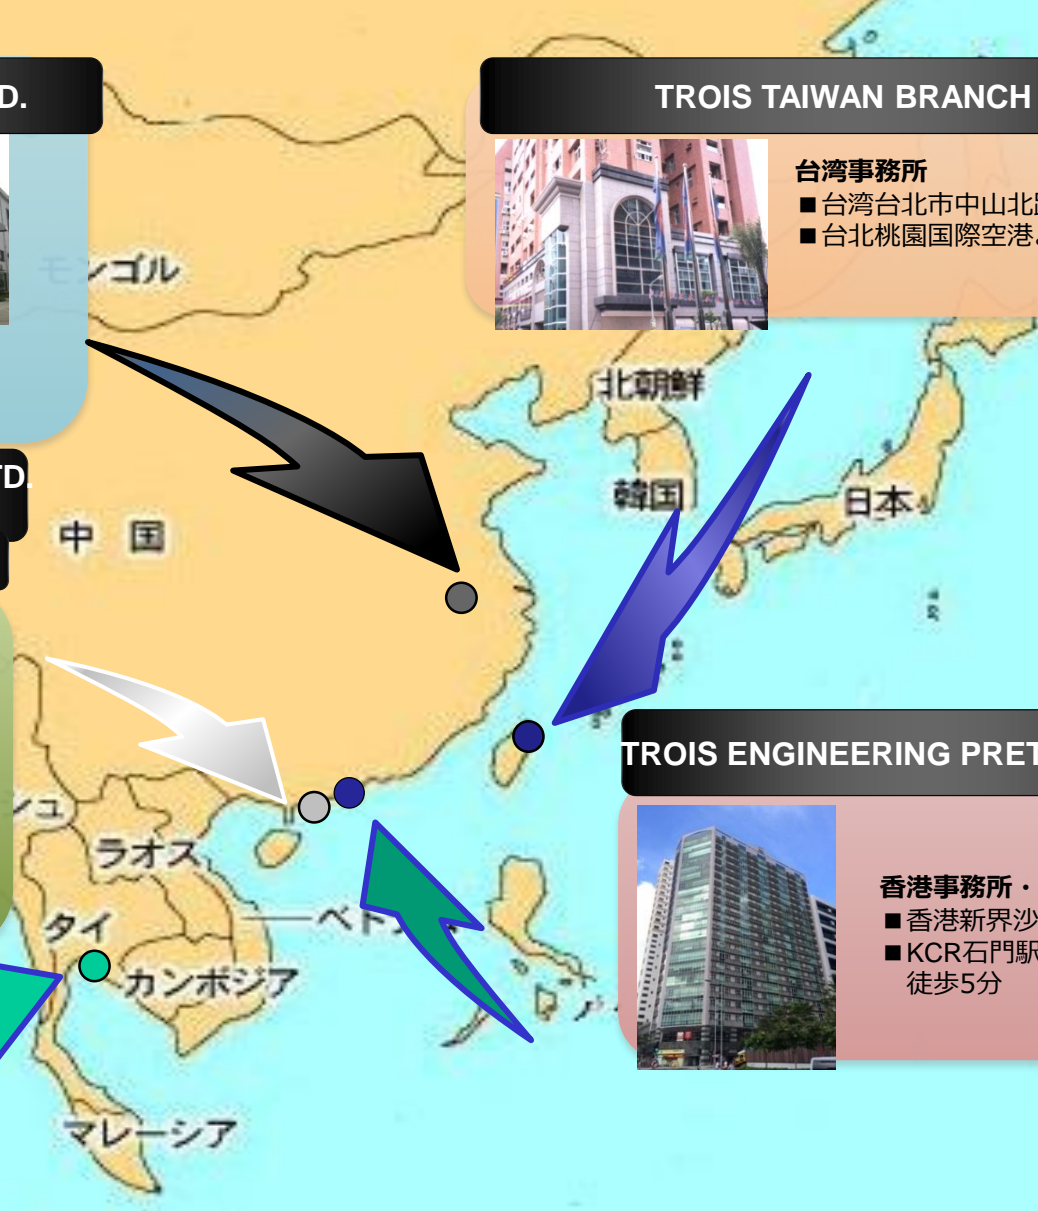 D.
TROIS TAIWAN BRANCH
台湾事務所
■台湾台北市中山北
■台北桃園国際空港
モンゴル
北朝鮮
TD.
韓国
日本
中 国
TROIS ENGINEERING PRET
シュ
ラオス
香港事務所・
■香港新界沙
タイ
ベト
■KCR石門駅
徒歩5分
カンボジア
マレーシア